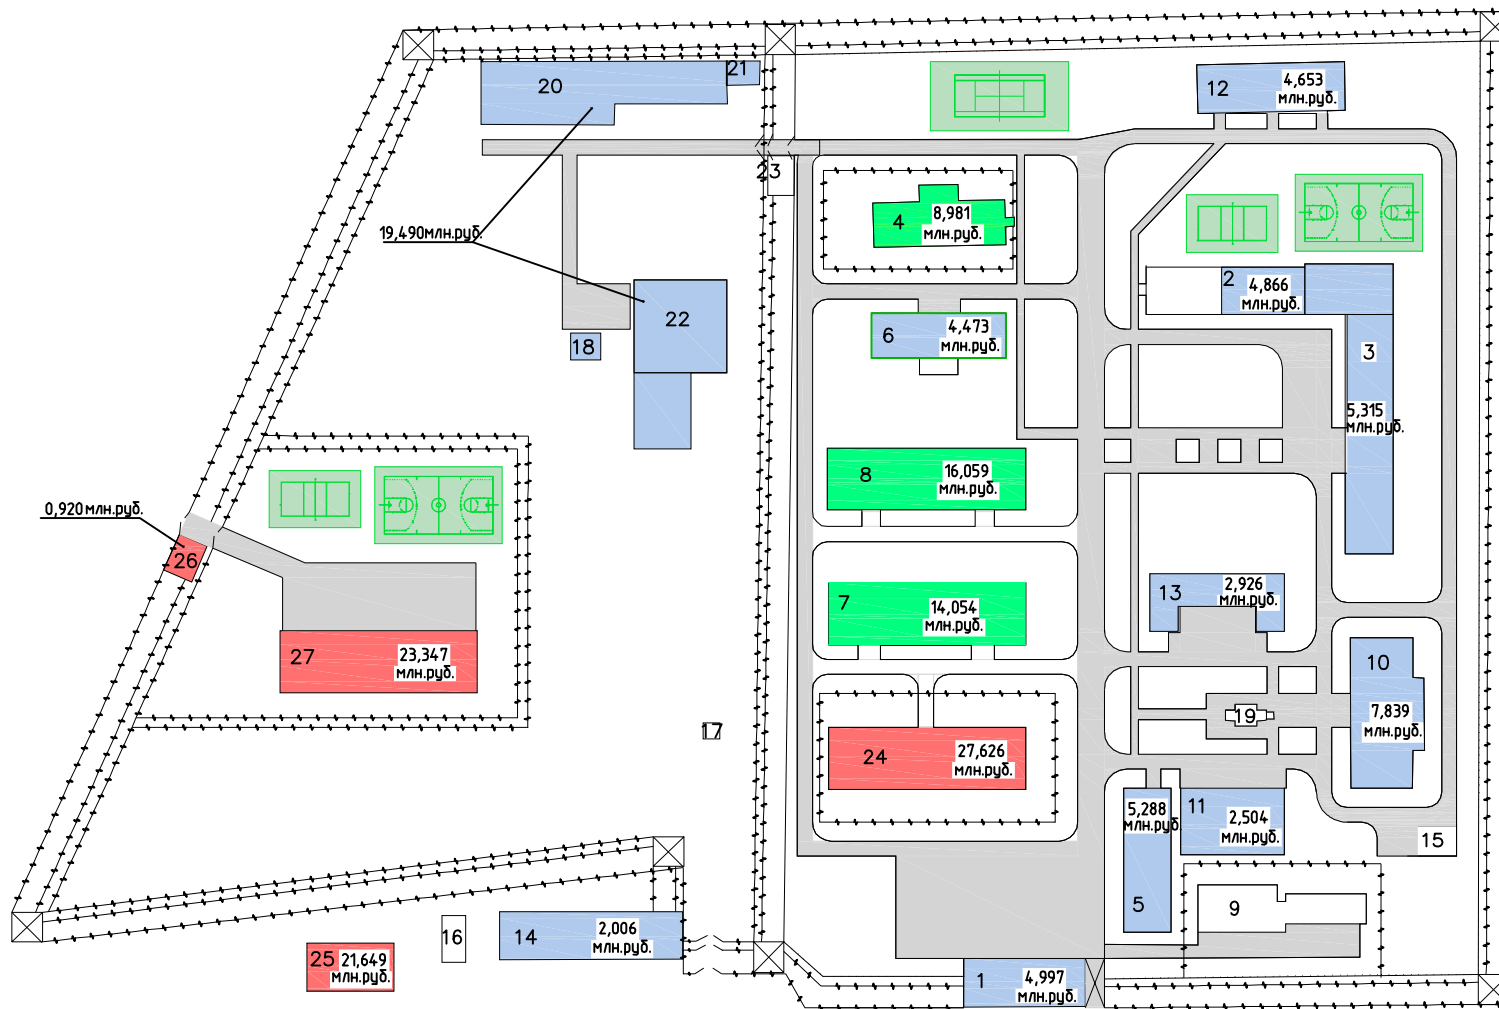 20
21
12
4,653
млн.руб.
23
4
8,981
млн.руб.
19,490млн.руб.
2
4,866
млн.руб.
22
6
4,473
млн.руб.
18
3
5,315
млн.руб.
8
16,059
млн.руб.
0,920млн.руб.
26
7
14,054
млн.руб.
13
2,926
млн.руб.
27
23,347
млн.руб.
10
7,839
млн.руб.
17
19
24
27,626
млн.руб.
5,288
млн.руб.
11
2,504
млн.руб.
15
5
9
16
14
2,006
млн.руб.
25
21,649
млн.руб.
1
4,997
млн.руб.